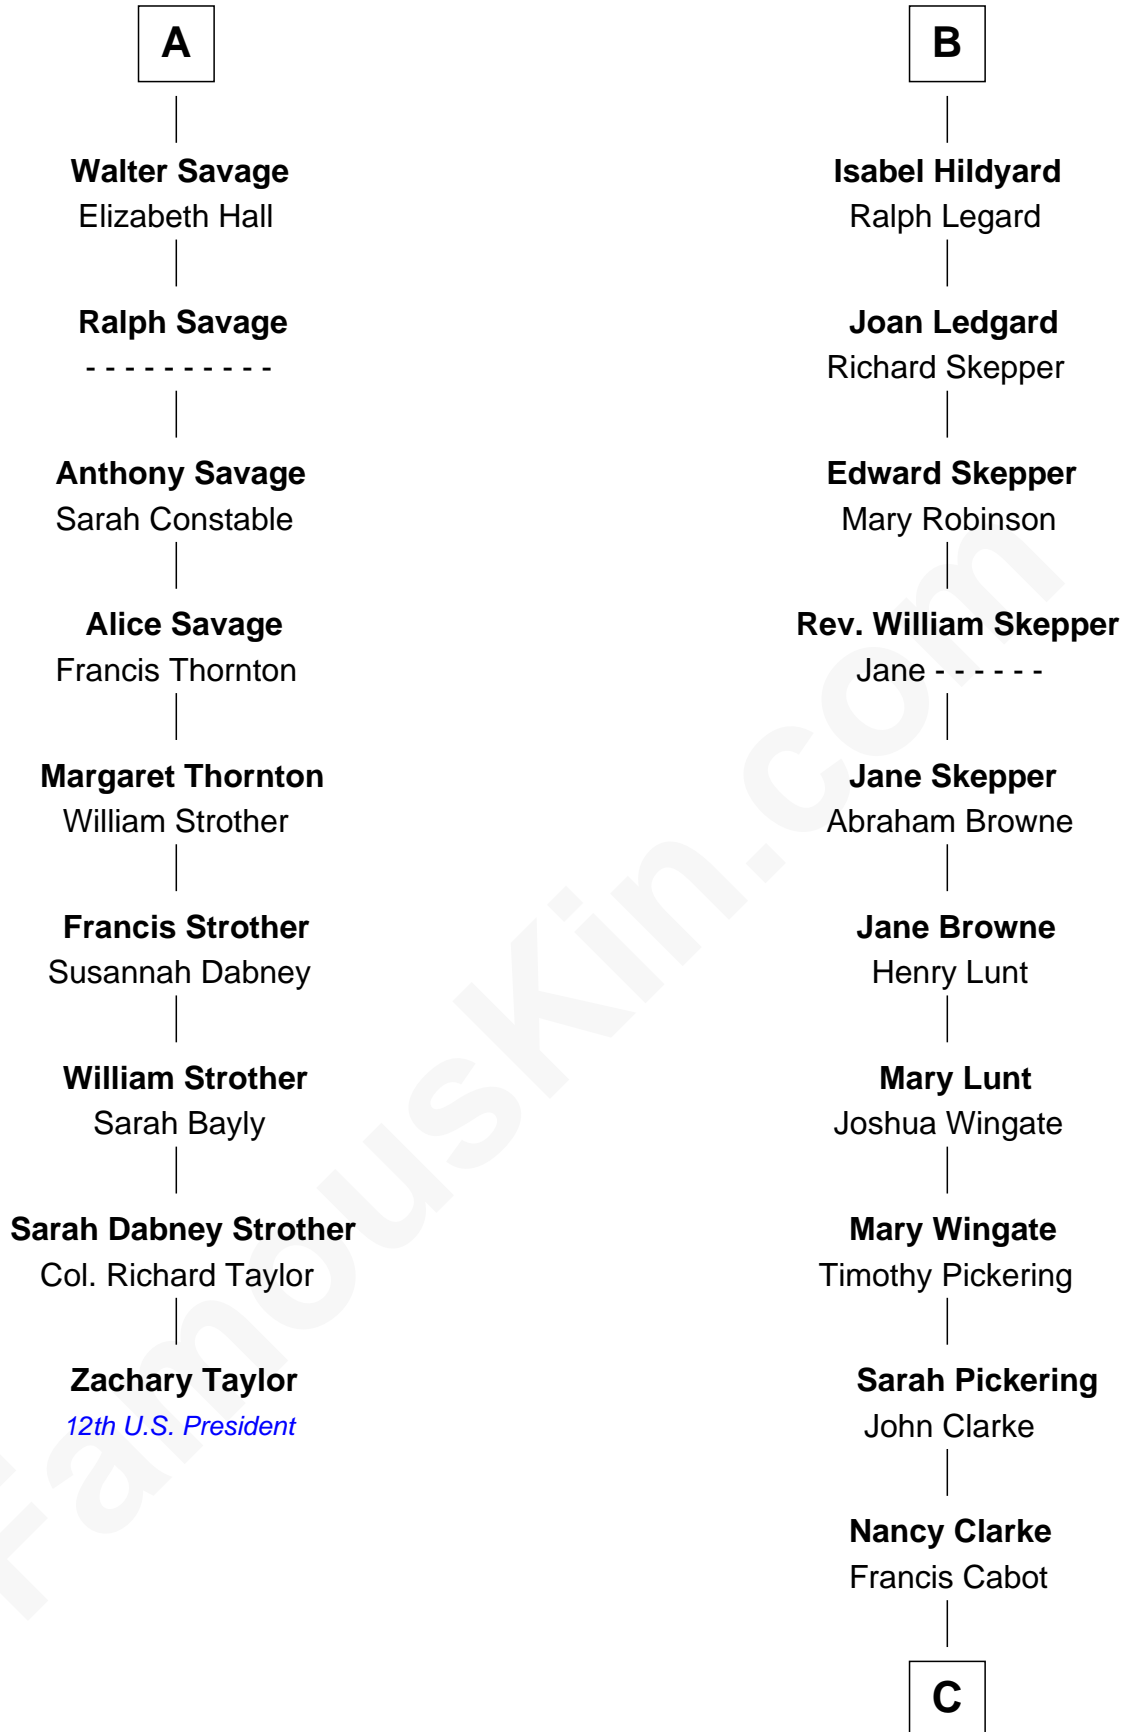 A
Walter Savage
Elizabeth Hall
Ralph Savage
- - - - - - - - - -
Anthony Savage
Sarah Constable
Alice Savage
Francis Thornton
Margaret Thornton
William Strother
Francis Strother
Susannah Dabney
William Strother
Sarah Bayly
Sarah Dabney Strother
Col. Richard Taylor
Zachary Taylor
12th U.S. President
B
Isabel Hildyard
Ralph Legard
Joan Ledgard
Richard Skepper
Edward Skepper
Mary Robinson
Rev. William Skepper
Jane - - - - - -
Jane Skepper
Abraham Browne
Jane Browne
Henry Lunt
Mary Lunt
Joshua Wingate
Mary Wingate
Timothy Pickering
Sarah Pickering
John Clarke
Nancy Clarke
Francis Cabot
C
FamousKin.com